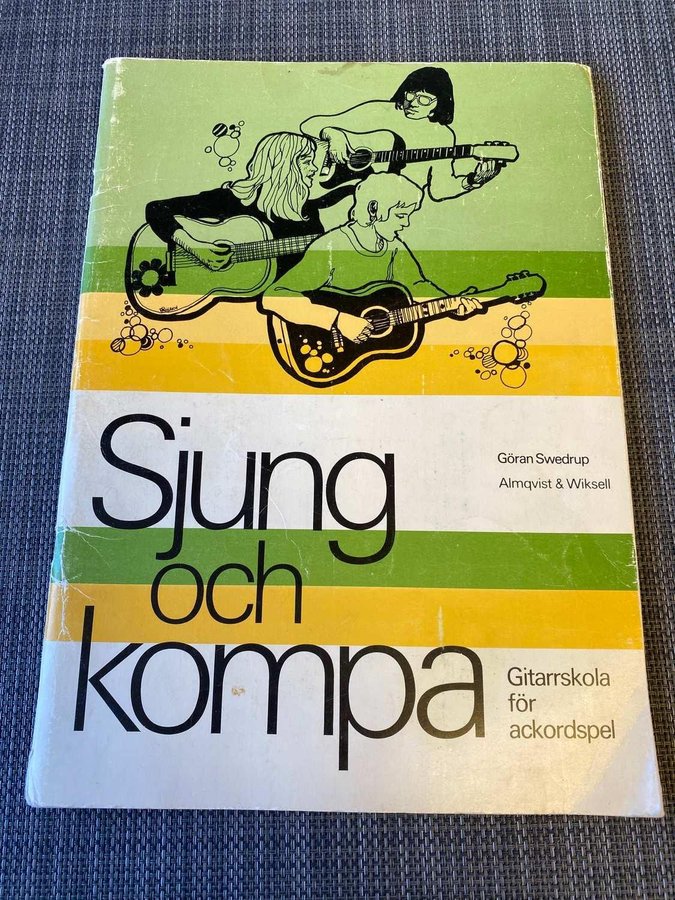 Sjung
och
kompa
Göran Swedrup
Almqvist & Wiksell
Gitarrskola
för
ackordspel